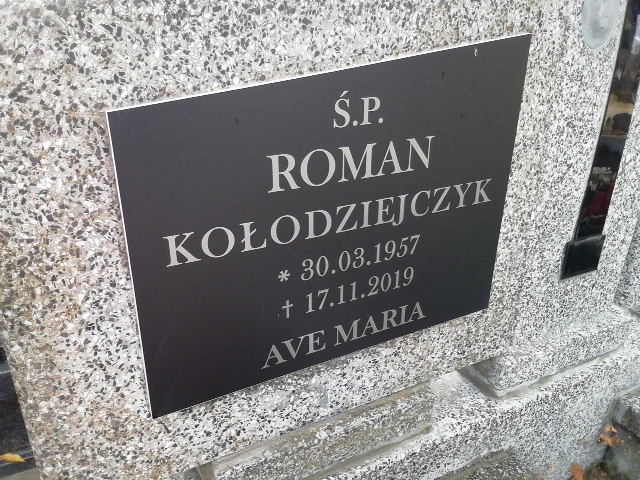 Ś.P.
ROMAN
KOŁODZIEJCZYK
* 30.03.1957
† 17.11.2019
AVE MARIA